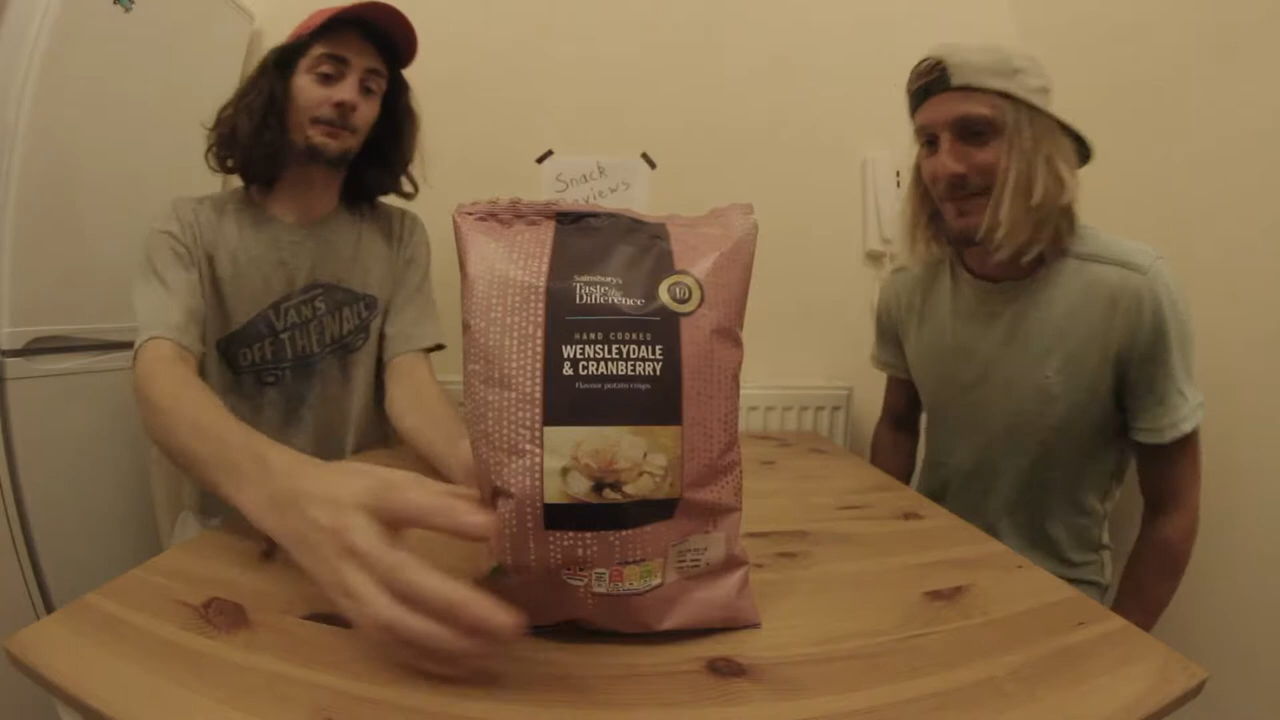 Snack
Reviews
VANS
"OFF THE WALL"
Sainsbury's
Taste the
Difference
10
HAND COOKED
WENSLEYDALE
& CRANBERRY
Flavour potato crisps